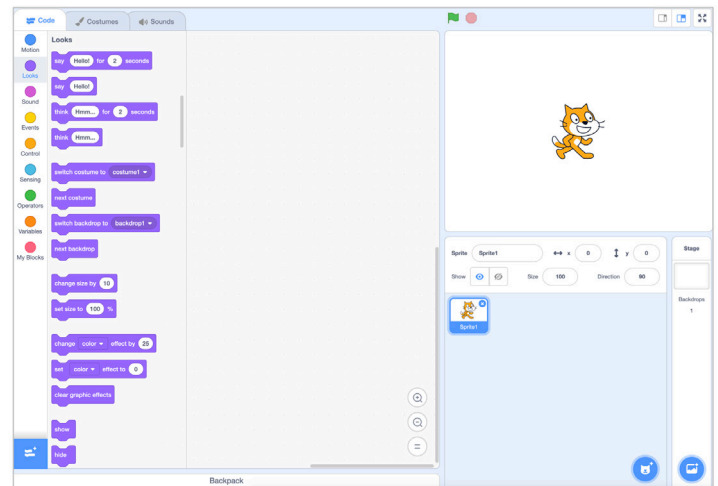 Code
Costumes
Sounds
Motion
Looks
Sound
Events
Control
Sensing
Operators
Variables
My Blocks
Looks
say Hello! for 2 seconds
say Hello!
think Hmm... for 2 seconds
think Hmm...
switch costume to costume1
next costume
switch backdrop to backdrop1
next backdrop
change size by 10
set size to 100 %
change color effect by 25
set color effect to 0
clear graphic effects
show
hide
Backpack
Sprite Sprite1 x 0 y 0
Show Size 100 Direction 90
Sprite1
Stage
Backdrops
1